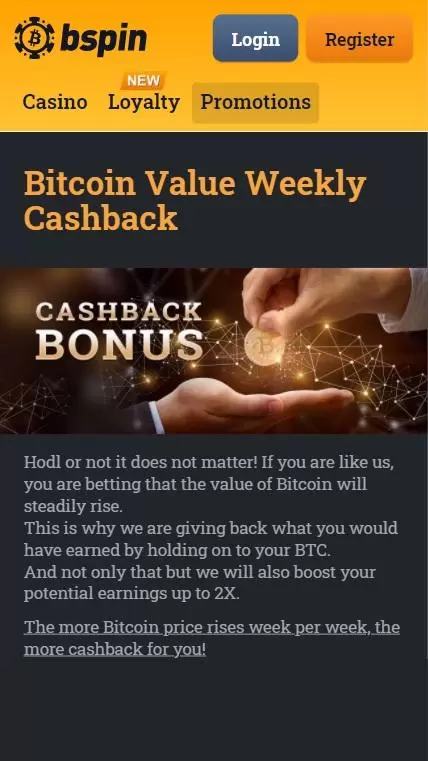 bspin
Login
Register
NEW
Casino
Loyalty
Promotions
Bitcoin Value Weekly
Cashback
CASHBACK
BONUS
Hodl or not it does not matter! If you are like us,
you are betting that the value of Bitcoin will
steadily rise.
This is why we are giving back what you would
have earned by holding on to your BTC.
And not only that but we will also boost your
potential earnings up to 2X.
The more Bitcoin price rises week per week, the
more cashback for you!